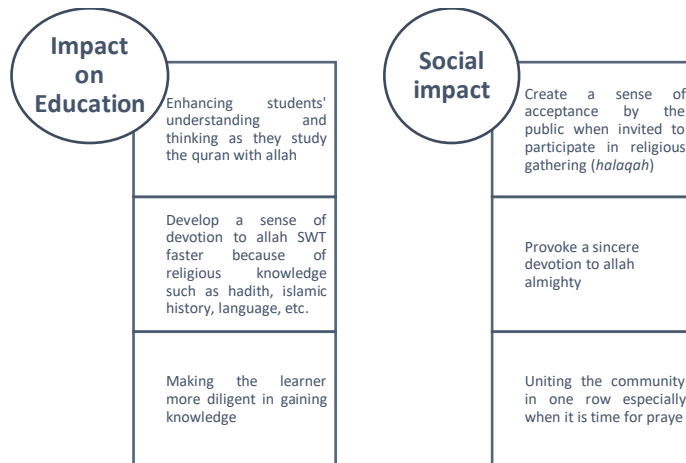 Impact
on
Education
Enhancing students'
understanding and
thinking as they study
the quran with allah
Develop a sense of
devotion to allah SWT
faster because of
religious knowledge
such as hadith, islamic
history, language, etc.
Making the learner
more diligent in gaining
knowledge
Social
impact
Create a sense of
acceptance by the
public when invited to
participate in religious
gathering (halaqah)
Provoke a sincere
devotion to allah
almighty
Uniting the community
in one row especially
when it is time for praye